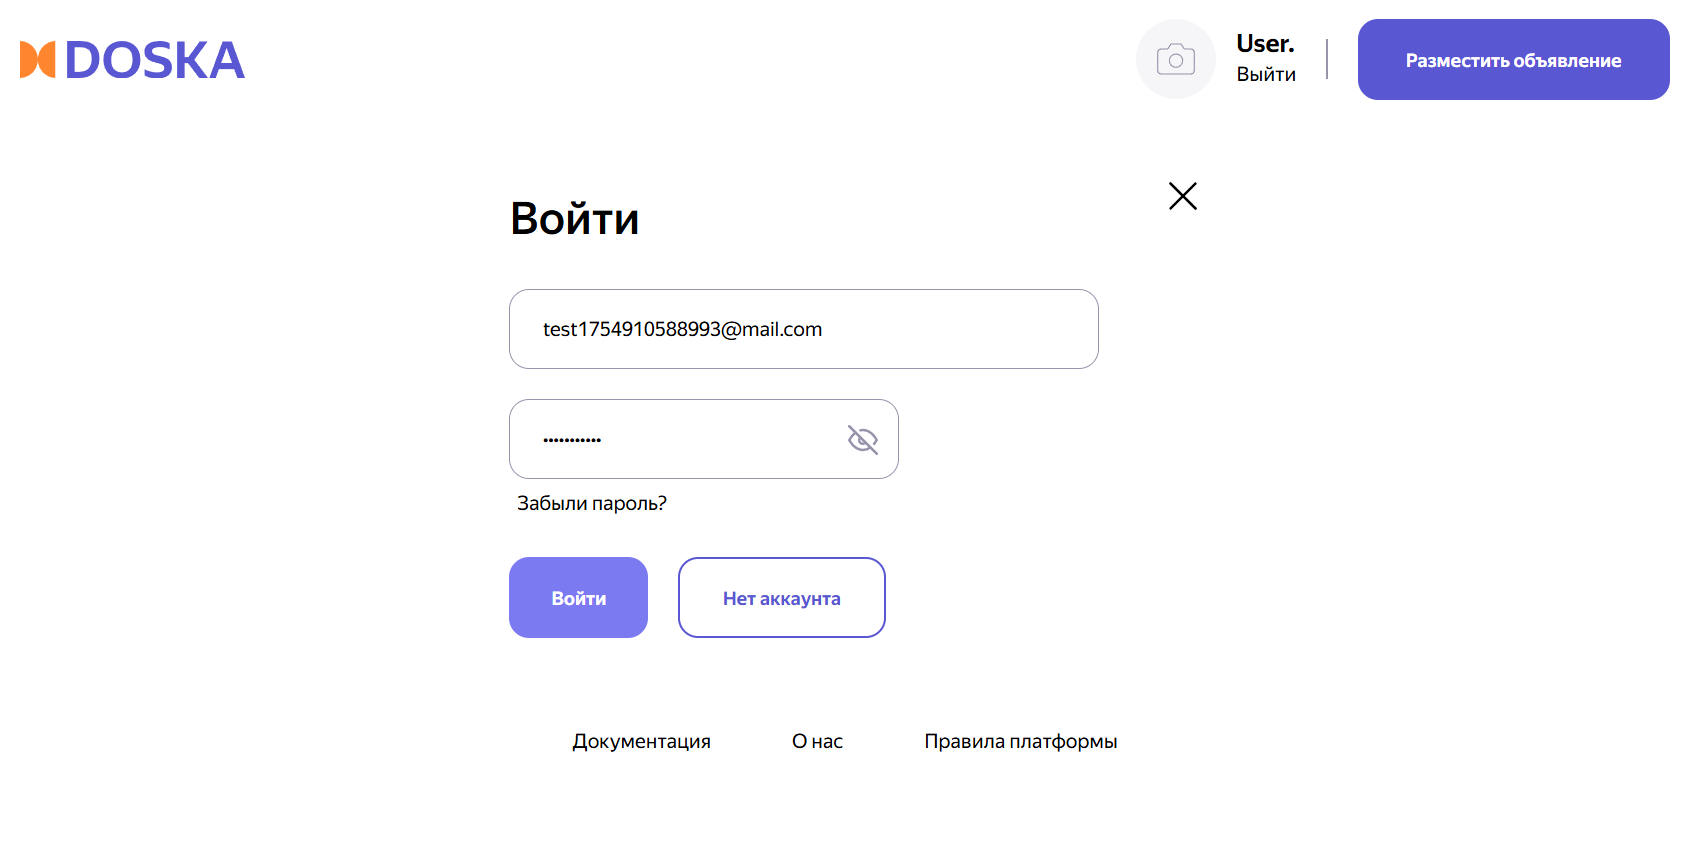 DOSKA
User.
Выйти
Разместить объявление
Войти
test1754910588993@mail.com
•••••••••••
Забыли пароль?
Войти
Нет аккаунта
Документация
О нас
Правила платформы